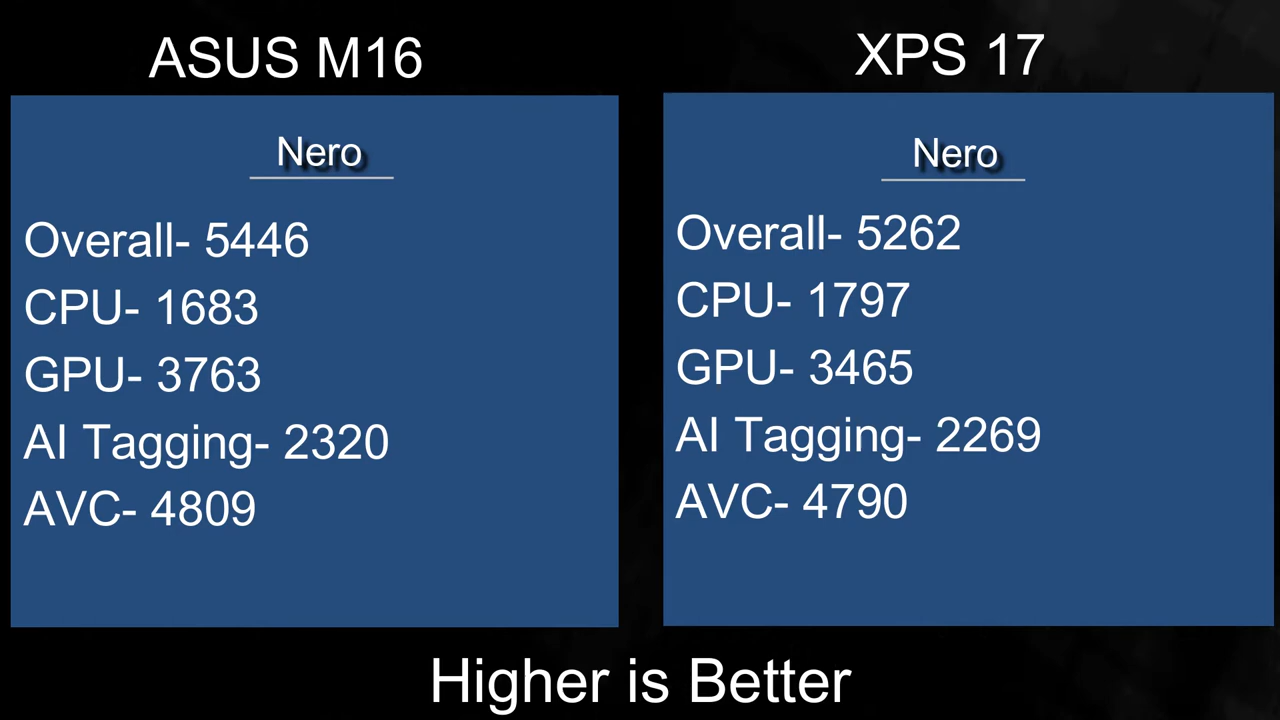 ASUS M16
Nero
Overall- 5446
CPU- 1683
GPU- 3763
AI Tagging- 2320
AVC- 4809
XPS 17
Nero
Overall- 5262
CPU- 1797
GPU- 3465
AI Tagging- 2269
AVC- 4790
Higher is Better